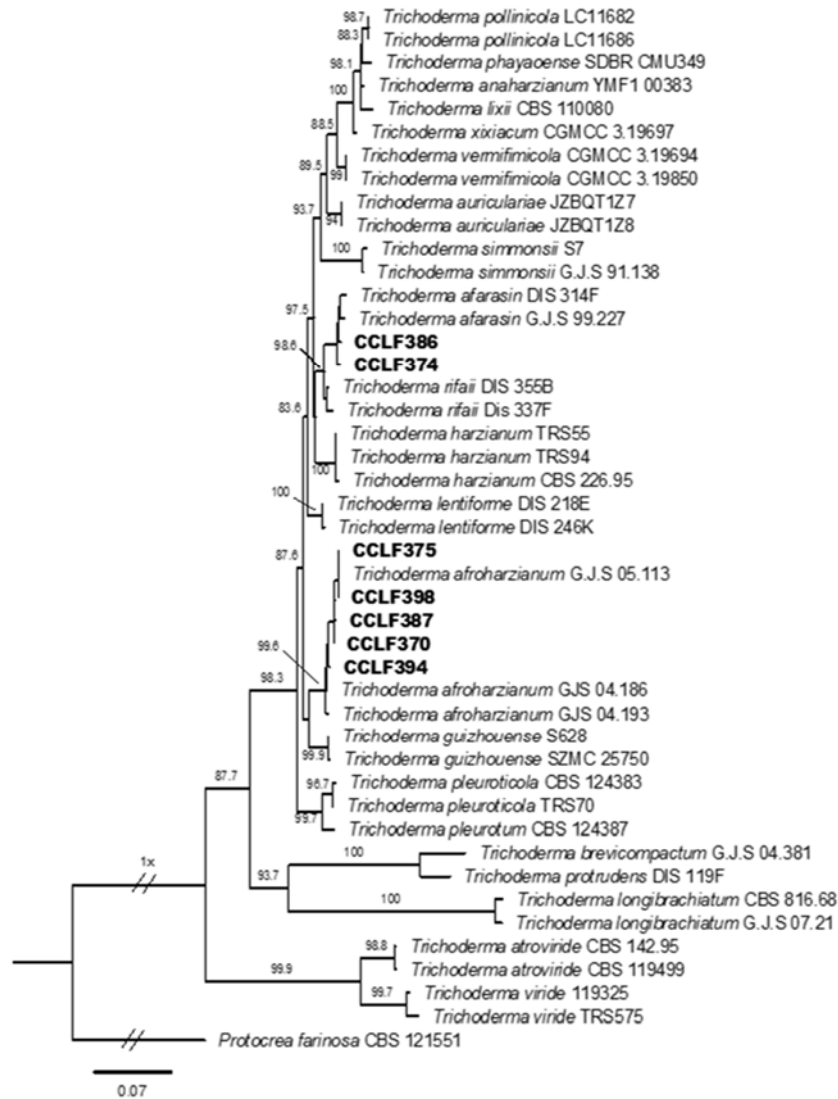 98.7
Trichoderma pollinicola LC11682
88.3
Trichoderma pollinicola LC11686
98.1
Trichoderma phayaoense SDBR CMU349
100
Trichoderma anaharzianum YMF1 00383
Trichoderma lixii CBS 110080
88.5
Trichoderma xixiacum CGMCC 3.19697
89.5
Trichoderma vermifimicola CGMCC 3.19694
99
Trichoderma vermifimicola CGMCC 3.19850
93.7
Trichoderma auriculariae JZBQT1Z7
94
Trichoderma auriculariae JZBQT1Z8
100
Trichoderma simmonsii S7
Trichoderma simmonsii G.J.S 91.138
Trichoderma afarasin DIS 314F
97.5
Trichoderma afarasin G.J.S 99.227
98.6
CCLF386
CCLF374
Trichoderma rifaii DIS 355B
83.6
Trichoderma rifaii Dis 337F
Trichoderma harzianum TRS55
Trichoderma harzianum TRS94
100
Trichoderma harzianum CBS 226.95
100
Trichoderma lentiforme DIS 218E
Trichoderma lentiforme DIS 246K
87.6
CCLF375
Trichoderma afroharzianum G.J.S 05.113
CCLF398
CCLF387
99.6
CCLF370
CCLF394
98.3
Trichoderma afroharzianum GJS 04.186
Trichoderma afroharzianum GJS 04.193
Trichoderma guizhouense S628
99.9
Trichoderma guizhouense SZMC 25750
87.7
96.7
Trichoderma pleuroticola CBS 124383
Trichoderma pleuroticola TRS70
99.7
Trichoderma pleurotum CBS 124387
100
Trichoderma brevicompactum G.J.S 04.381
1x
93.7
Trichoderma protrudens DIS 119F
100
Trichoderma longibrachiatum CBS 816.68
Trichoderma longibrachiatum G.J.S 07.21
98.8
Trichoderma atroviride CBS 142.95
99.9
Trichoderma atroviride CBS 119499
99.7
Trichoderma viride 119325
Trichoderma viride TRS575
Protocrea farinosa CBS 121551
0.07